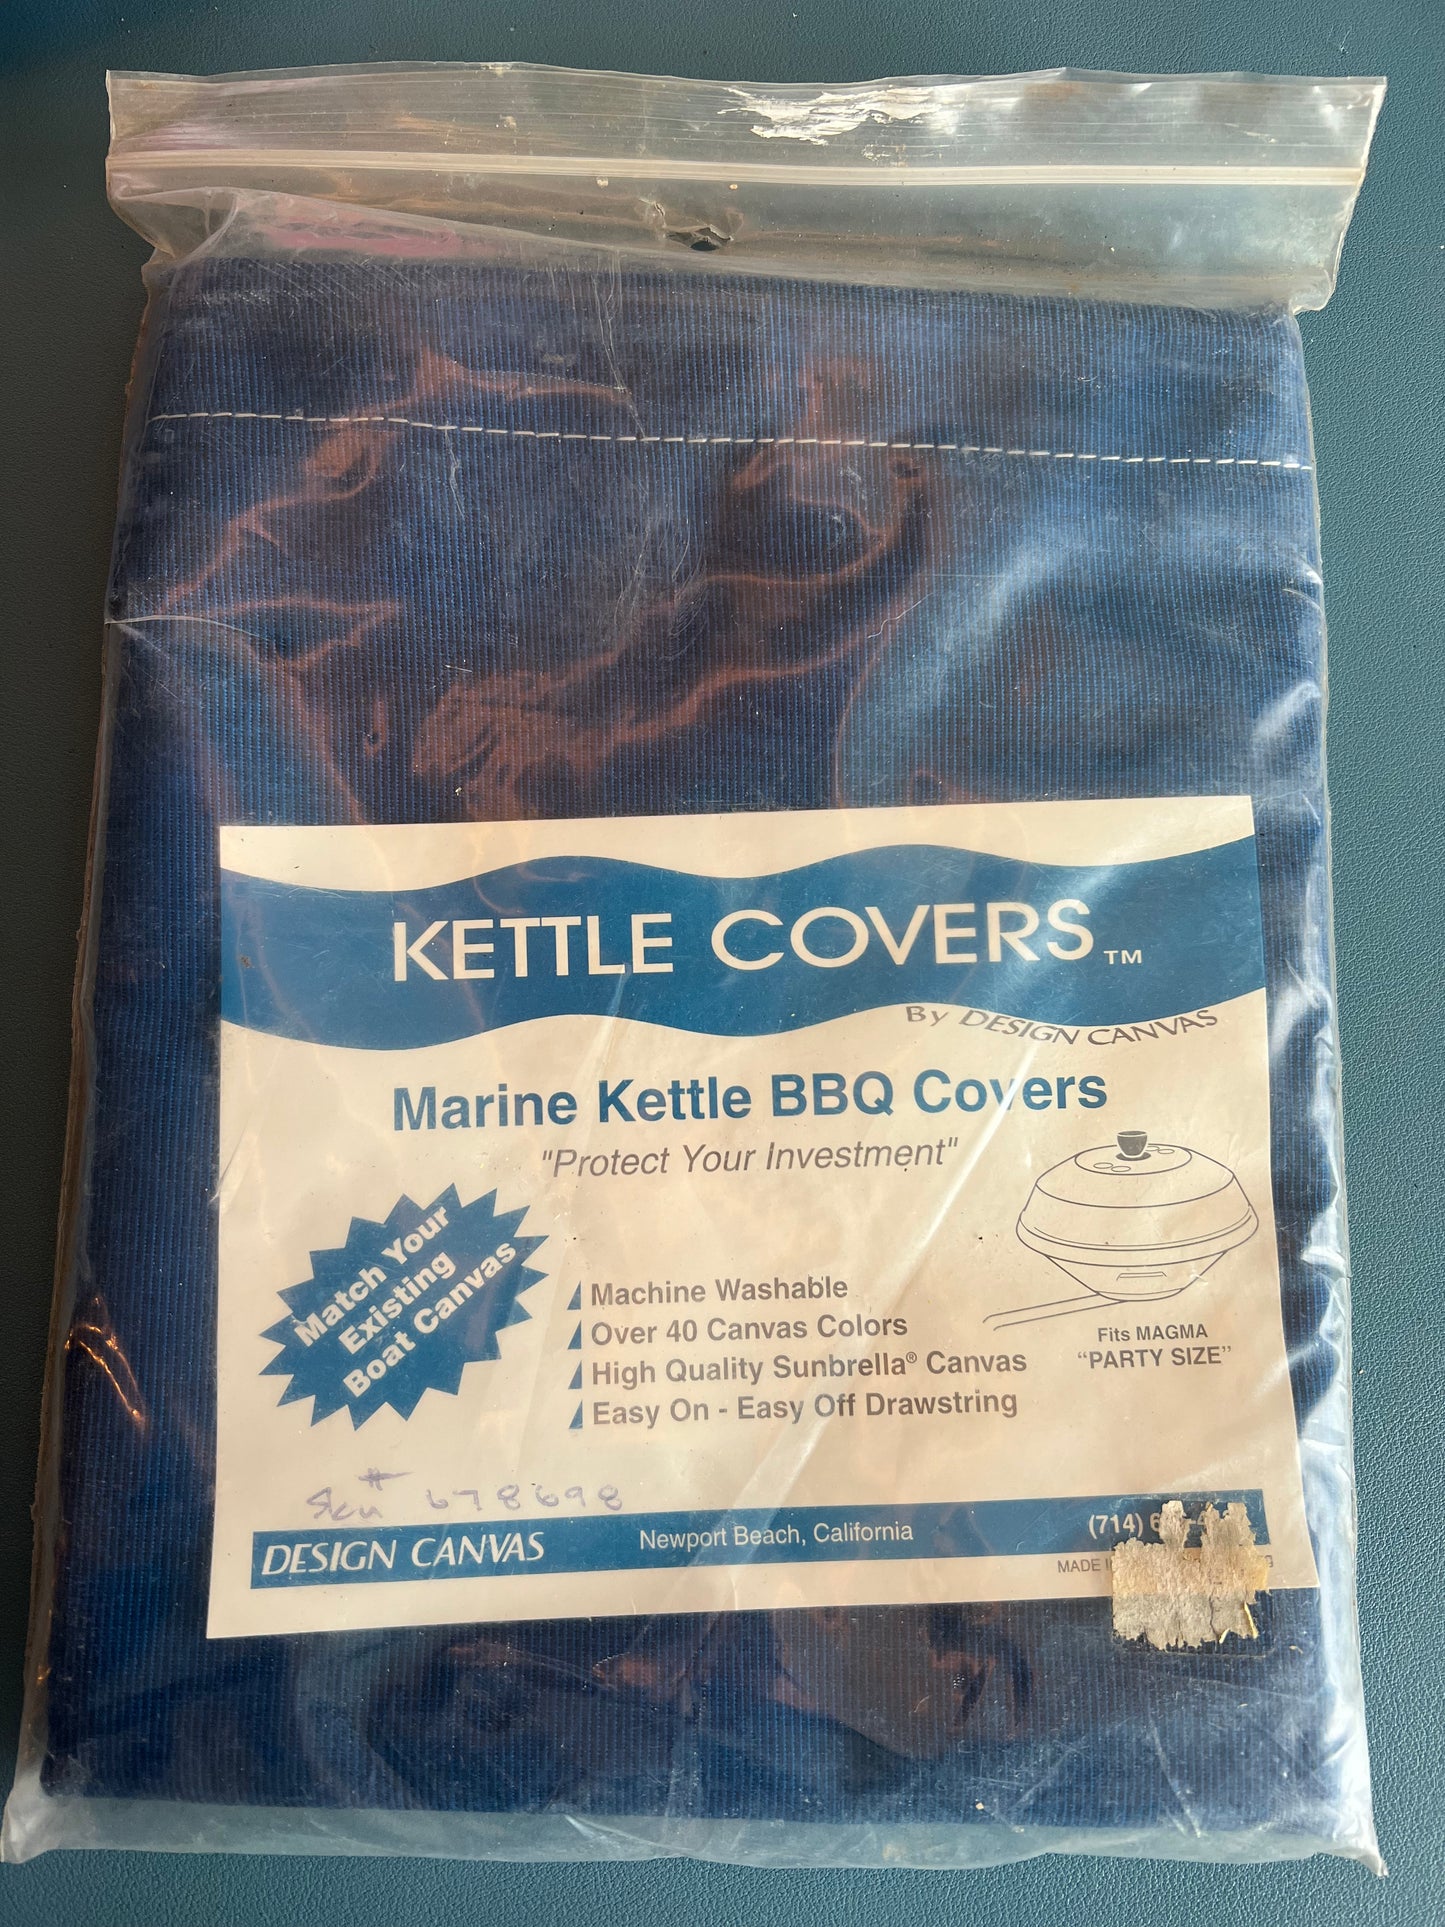 KETTLE COVERS™
By DESIGN CANVAS
Marine Kettle BBQ Covers
"Protect Your Investment"
Match Your
Existing
Boat Canvas
Machine Washable
Over 40 Canvas Colors
High Quality Sunbrella® Canvas
Easy On - Easy Off Drawstring
Fits MAGMA
“PARTY SIZE”
Sku # 678698
DESIGN CANVAS
Newport Beach, California
(714)
MADE